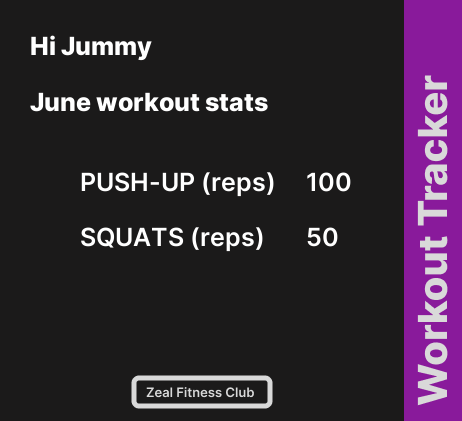 Hi Jummy
June workout stats
PUSH-UP (reps) 100
SQUATS (reps) 50
Zeal Fitness Club
Workout Tracker